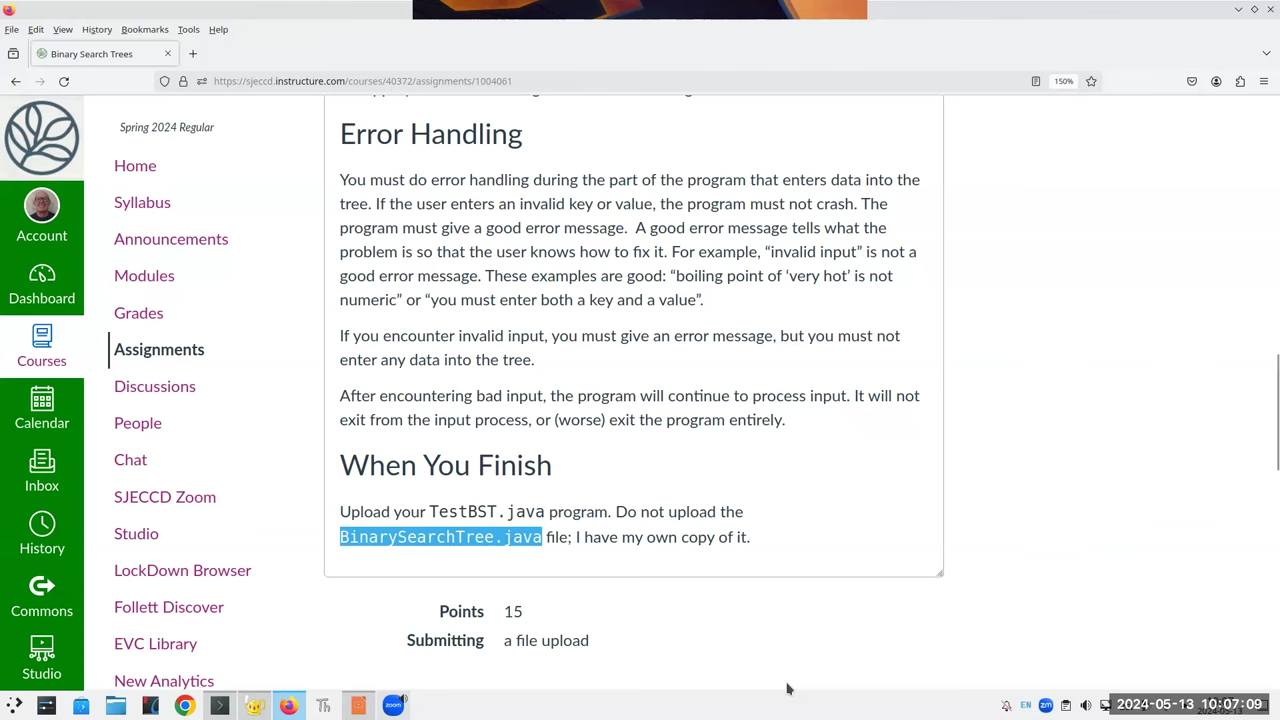 File Edit View History Bookmarks Tools Help
Binary Search Trees
https://sjeccd.instructure.com/courses/40372/assignments/1004061
150%
Spring 2024 Regular
Home
Syllabus
Announcements
Modules
Grades
Assignments
Discussions
People
Chat
SJECCD Zoom
Studio
LockDown Browser
Follett Discover
EVC Library
New Analytics
Account
Dashboard
Courses
Calendar
Inbox
History
Commons
Studio
Error Handling
You must do error handling during the part of the program that enters data into the
tree. If the user enters an invalid key or value, the program must not crash. The
program must give a good error message.  A good error message tells what the
problem is so that the user knows how to fix it. For example, “invalid input” is not a
good error message. These examples are good: “boiling point of ‘very hot’ is not
numeric” or “you must enter both a key and a value”.
If you encounter invalid input, you must give an error message, but you must not
enter any data into the tree.
After encountering bad input, the program will continue to process input. It will not
exit from the input process, or (worse) exit the program entirely.
When You Finish
Upload your TestBST.java program. Do not upload the
BinarySearchTree.java file; I have my own copy of it.
Points 15
Submitting a file upload
Th
zoom
EN
zm
2024-05-13 10:07:09